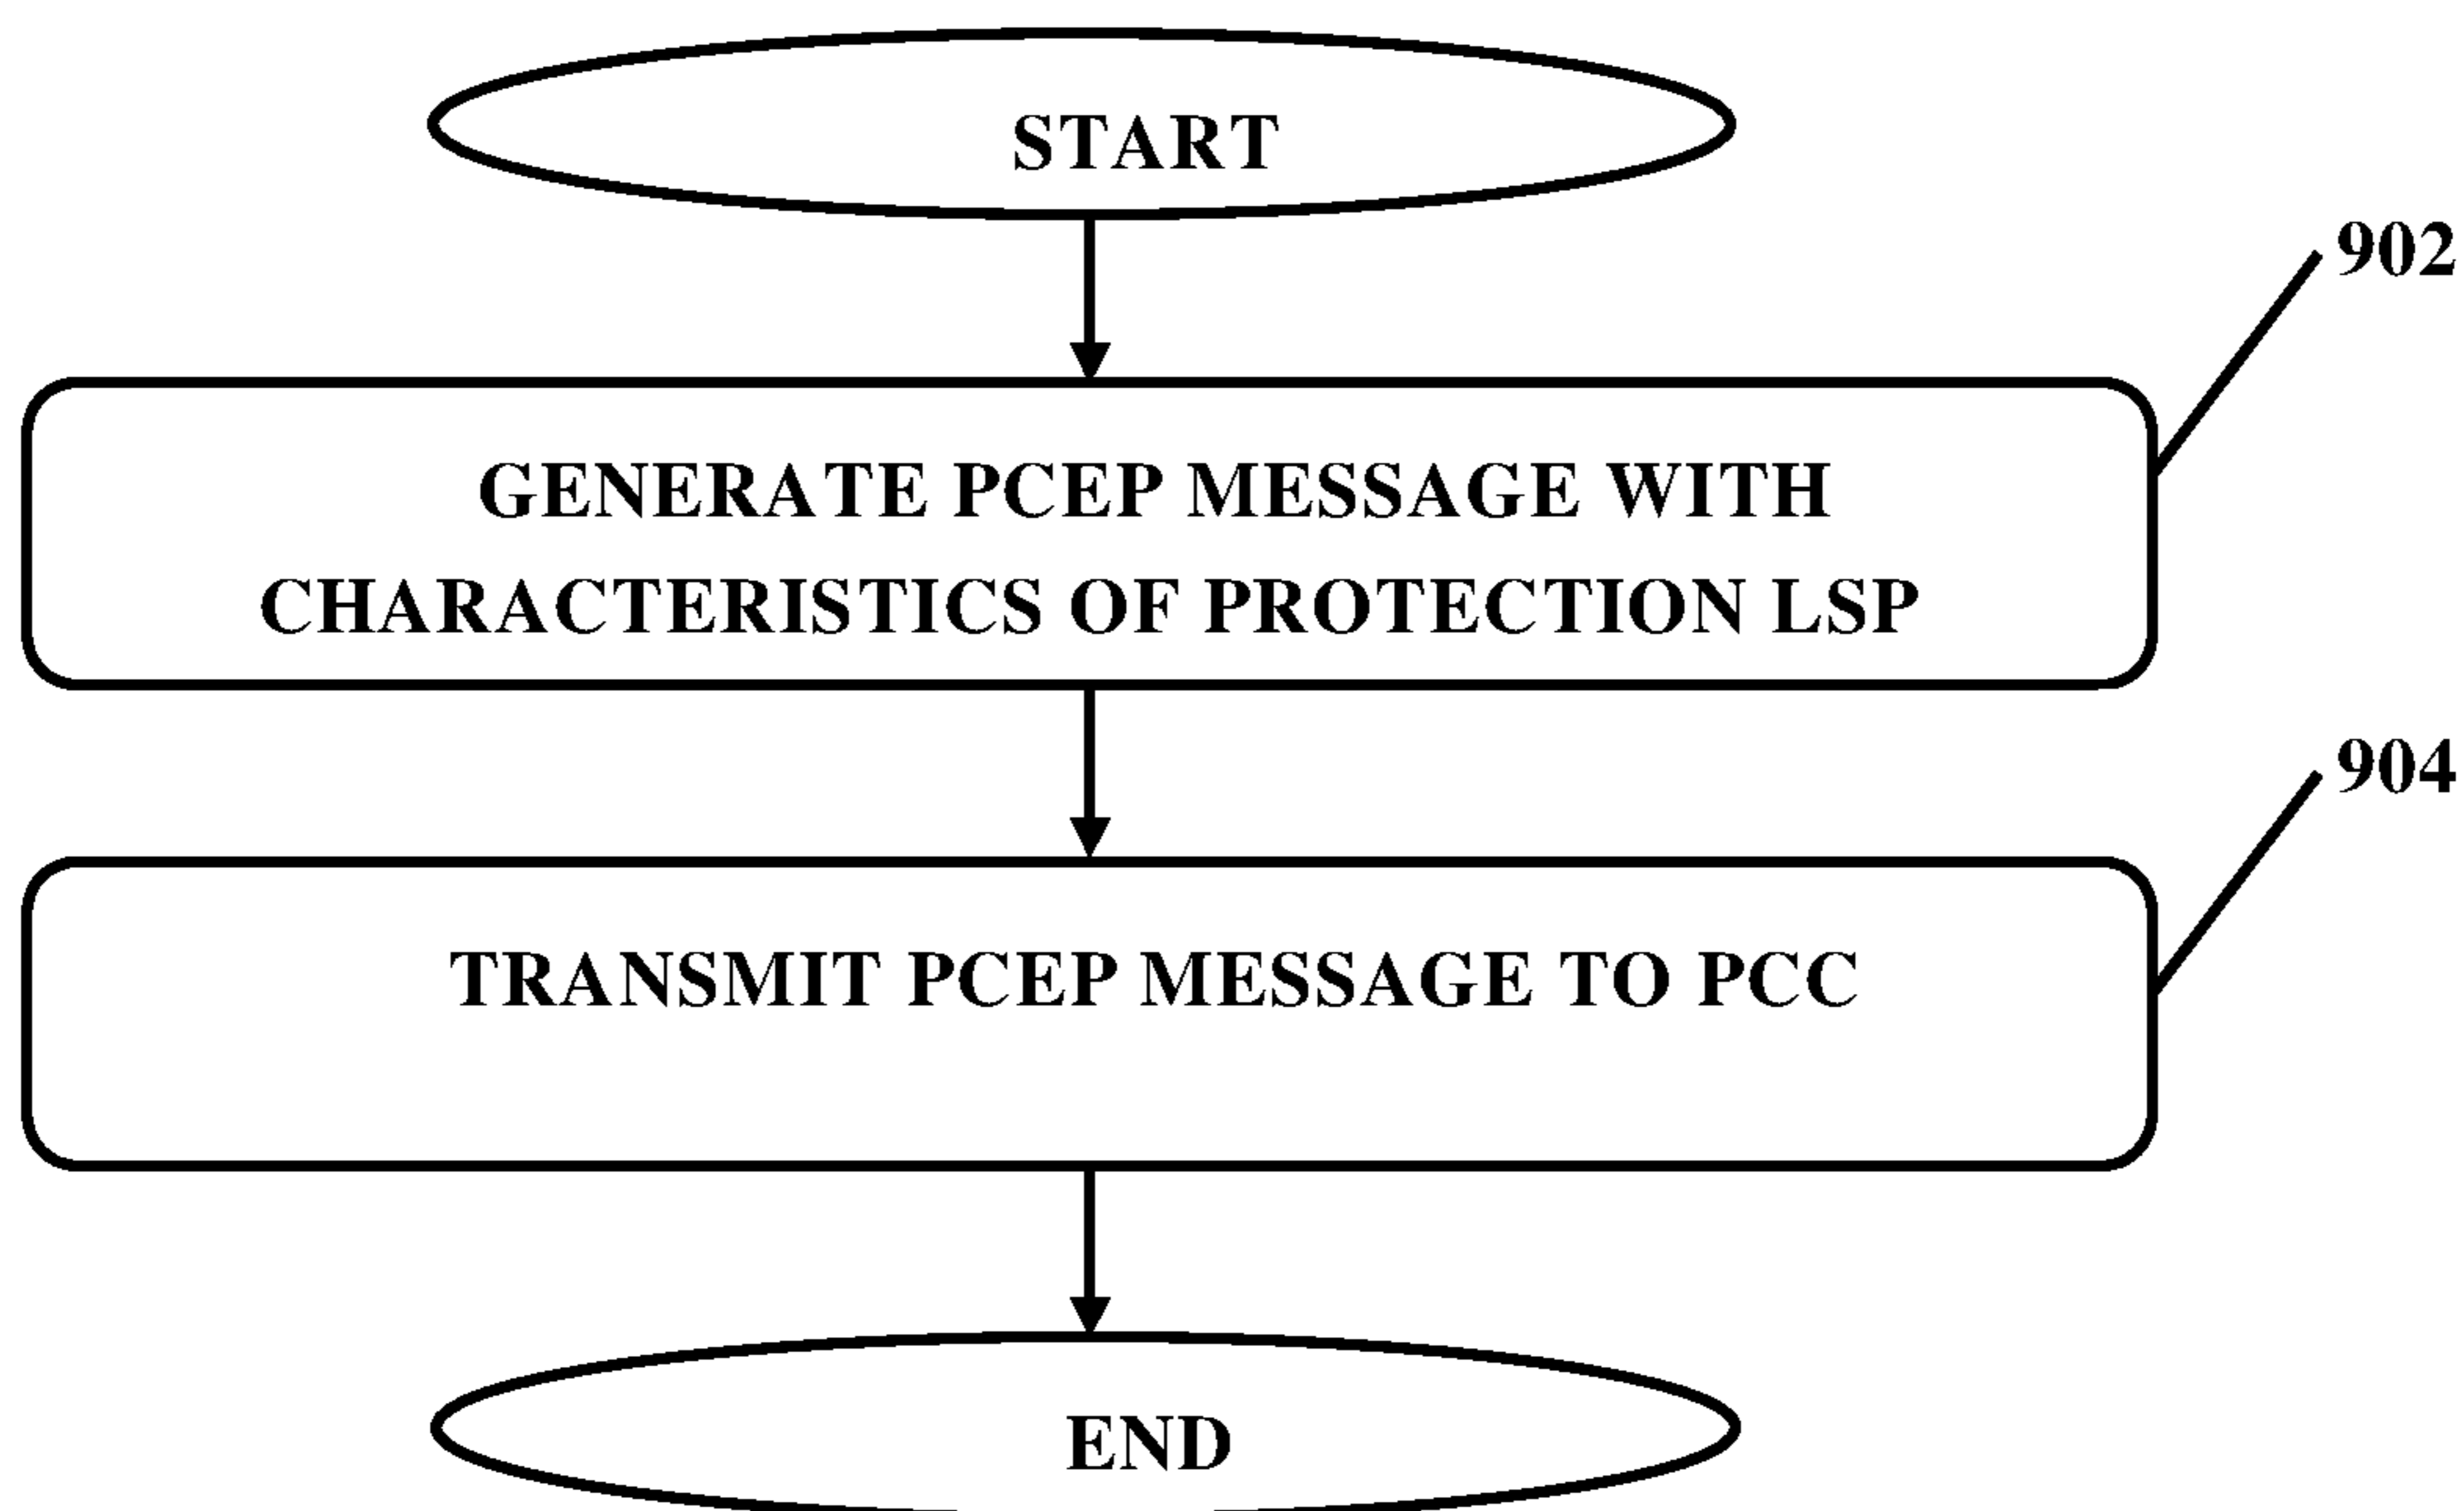 START
902
GENERATE PCEP MESSAGE WITH
CHARACTERISTICS OF PROTECTION LSP
904
TRANSMIT PCEP MESSAGE TO PCC
END